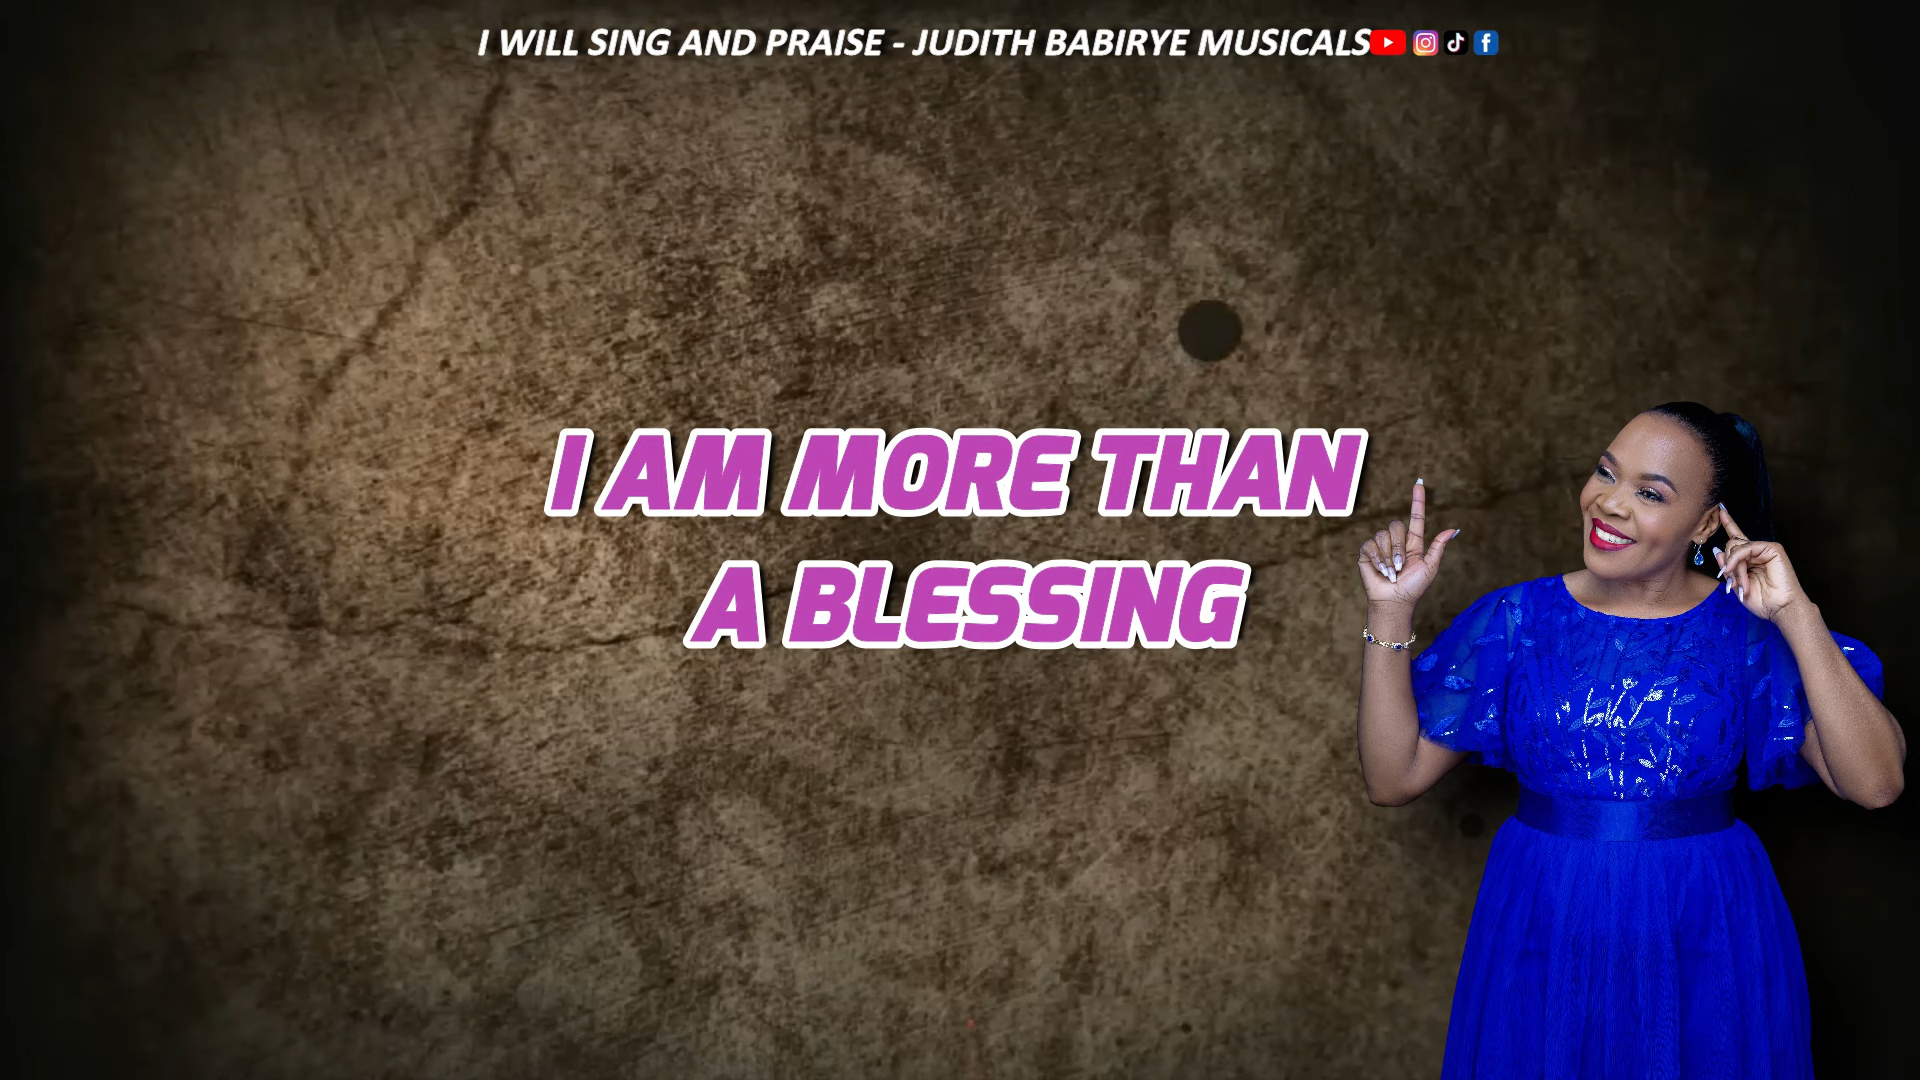 I WILL SING AND PRAISE - JUDITH BABIRYE MUSICALS
I AM MORE THAN
A BLESSING